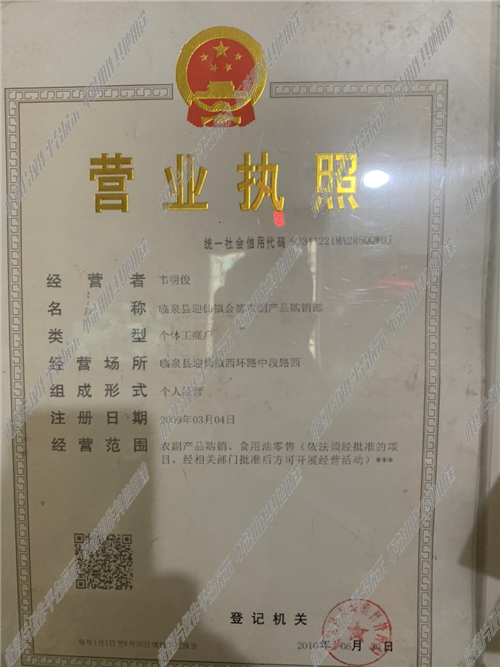 营业执照
统一社会信用代码
经营者 韦明俊
名称 临泉县迎仙镇金德农副产品购销部
类型 个体工商户
经营场所 临泉县迎仙镇西环路中段路西
组成形式 个人经营
注册日期 2009年03月04日
经营范围 农副产品购销、食用油零售（依法须经批准的项
目，经相关部门批准后方可开展经营活动）***
登记机关
2016年06月30日